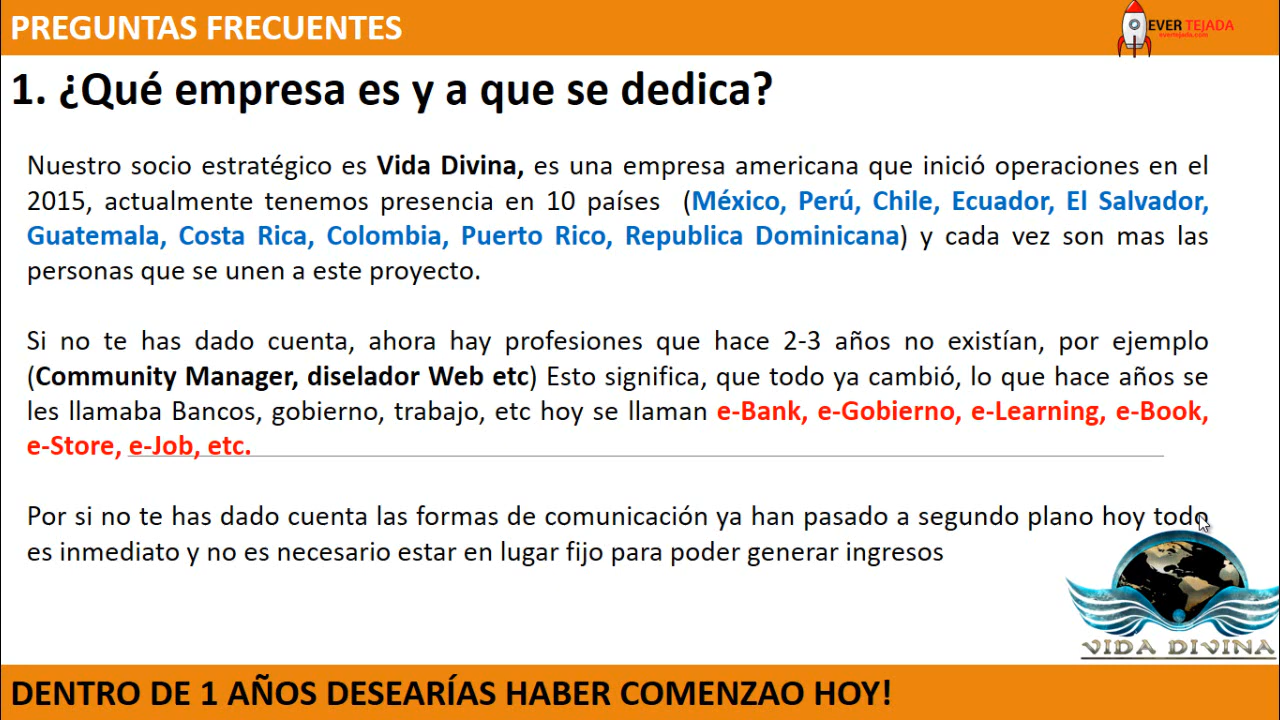 PREGUNTAS FRECUENTES
EVER TEJADA
evertejada.com
1. ¿Qué empresa es y a que se dedica?
Nuestro socio estratégico es Vida Divina, es una empresa americana que inició operaciones en el
2015, actualmente tenemos presencia en 10 países (México, Perú, Chile, Ecuador, El Salvador,
Guatemala, Costa Rica, Colombia, Puerto Rico, Republica Dominicana) y cada vez son mas las
personas que se unen a este proyecto.
Si no te has dado cuenta, ahora hay profesiones que hace 2-3 años no existían, por ejemplo
(Community Manager, diselador Web etc) Esto significa, que todo ya cambió, lo que hace años se
les llamaba Bancos, gobierno, trabajo, etc hoy se llaman e-Bank, e-Gobierno, e-Learning, e-Book,
e-Store, e-Job, etc.
Por si no te has dado cuenta las formas de comunicación ya han pasado a segundo plano hoy todo
es inmediato y no es necesario estar en lugar fijo para poder generar ingresos
VIDA DIVINA
DENTRO DE 1 AÑOS DESEARÍAS HABER COMENZAO HOY!